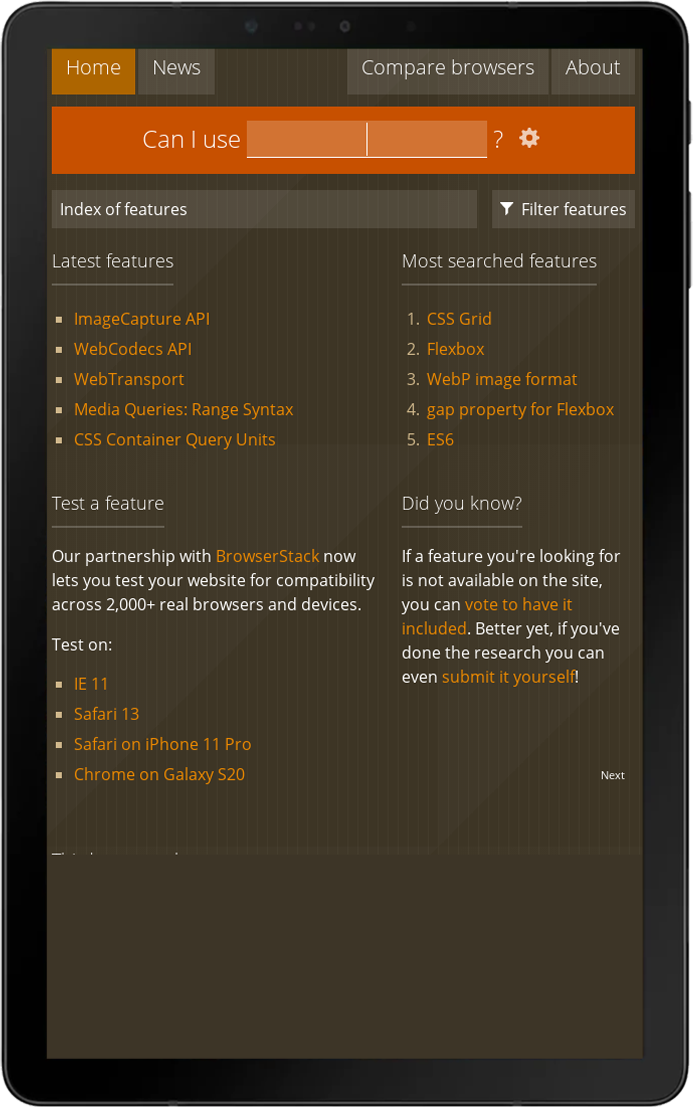 Home News Compare browsers About
Can I use ?
Index of features Filter features
Latest features
ImageCapture API
WebCodecs API
WebTransport
Media Queries: Range Syntax
CSS Container Query Units
Most searched features
1. CSS Grid
2. Flexbox
3. WebP image format
4. gap property for Flexbox
5. ES6
Test a feature
Our partnership with BrowserStack now
lets you test your website for compatibility
across 2,000+ real browsers and devices.
Test on:
IE 11
Safari 13
Safari on iPhone 11 Pro
Chrome on Galaxy S20
Did you know?
If a feature you're looking for
is not available on the site,
you can vote to have it
included. Better yet, if you've
done the research you can
even submit it yourself!
Next